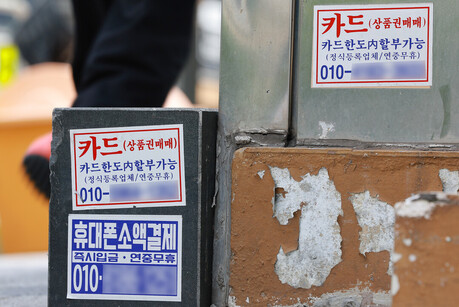 카드(상품권매매)
카드한도內할부가능
(정식등록업체/연중무휴)
010-
카드(상품권매매)
카드한도內할부가능
(정식등록업체/연중무휴)
010-
휴대폰소액결제
즉시입금·연중무휴
010-